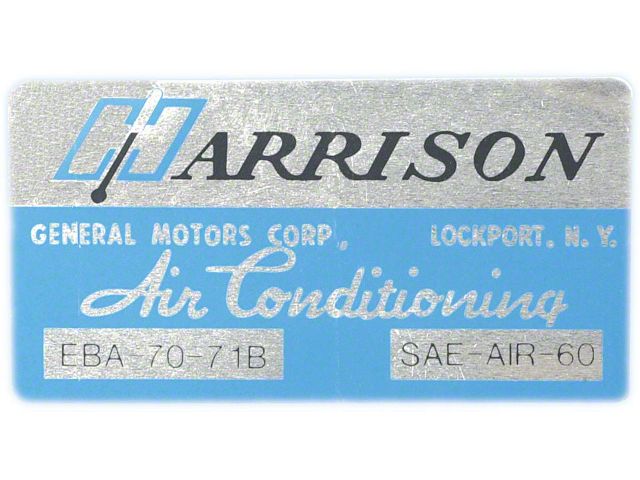 HARRISON
GENERAL MOTORS CORP., LOCKPORT. N. Y.
Air Conditioning
EBA-70-71B SAE-AIR-60